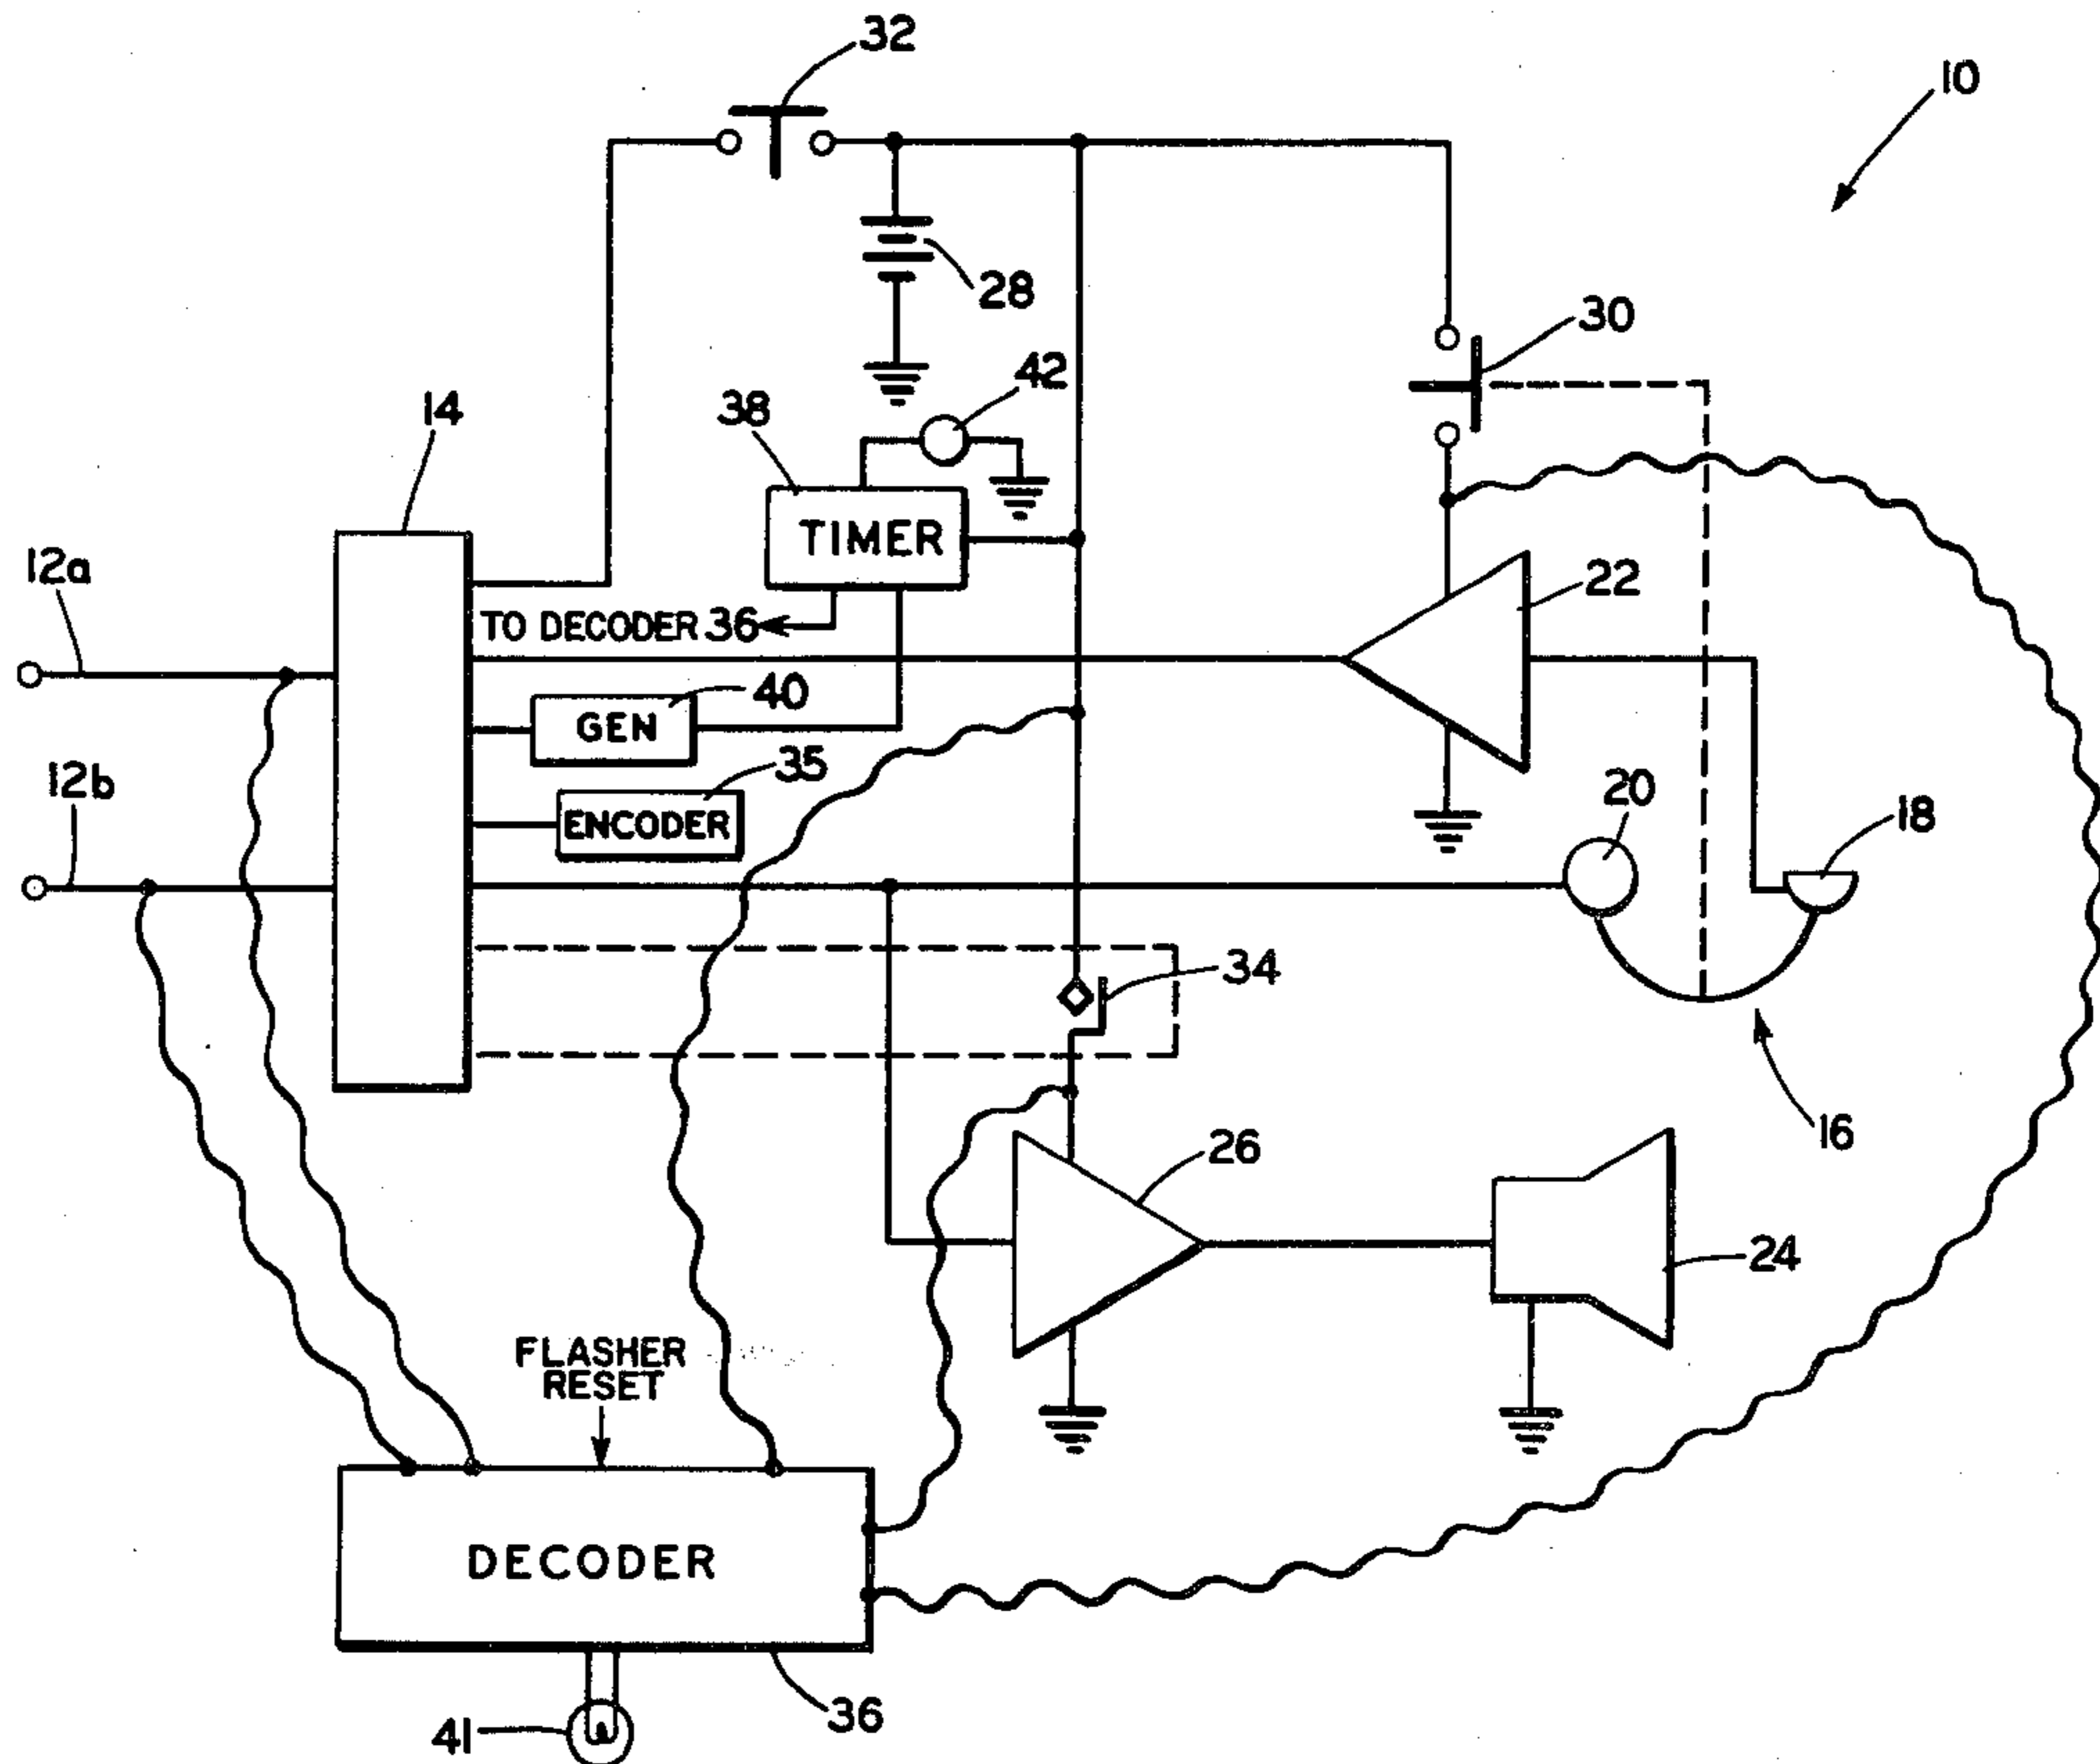 32
10
28
30
42
38
14
TIMER
12a
22
TO DECODER 36
40
GEN
12b
35
20
ENCODER
18
34
26
16
24
FLASHER
RESET
DECODER
36
41